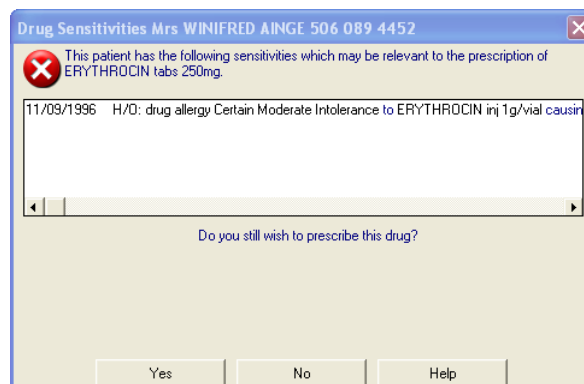 Drug Sensitivities Mrs WINIFRED AINGE 506 089 4452
This patient has the following sensitivities which may be relevant to the prescription of
ERYTHROCIN tabs 250mg.
11/09/1996 H/O: drug allergy Certain Moderate Intolerance to ERYTHROCIN inj 1g/vial causin
Do you still wish to prescribe this drug?
Yes No Help